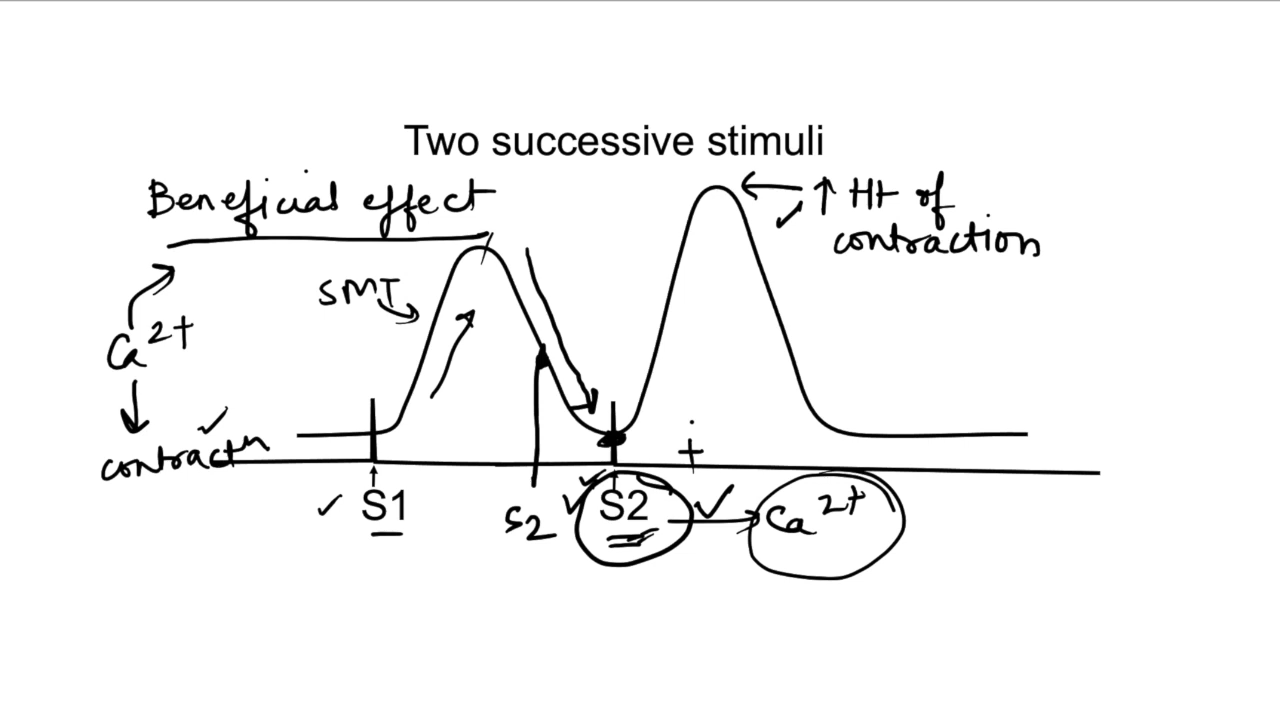 Two successive stimuli
Beneficial effect
↑ Ht of
contraction
SMT
Ca²⁺
contractⁿ
+
S1
S2
S2
Ca²⁺